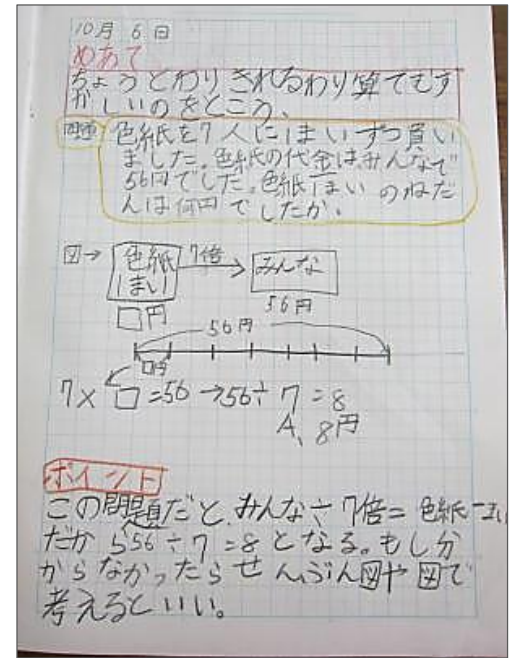 10月6日
めあて
ちょうどわりきれるわり算でむず
かしいのをとこう。
問題 色紙を7人に1まいずつ買い
ました。色紙の代金は、みんなで
56円でした。色紙1まいのねだ
んは何円でしたか。
図→ 色紙 7倍 みんな
1まい
□円 56円
56円
□円
7×□=56→56÷7=8
A、8円
ポイント
この問題だと、みんな÷7倍=色紙一まい
だから56÷7=8となる。もしわ
からなかったらせんぶん図や図で
考えるといい。